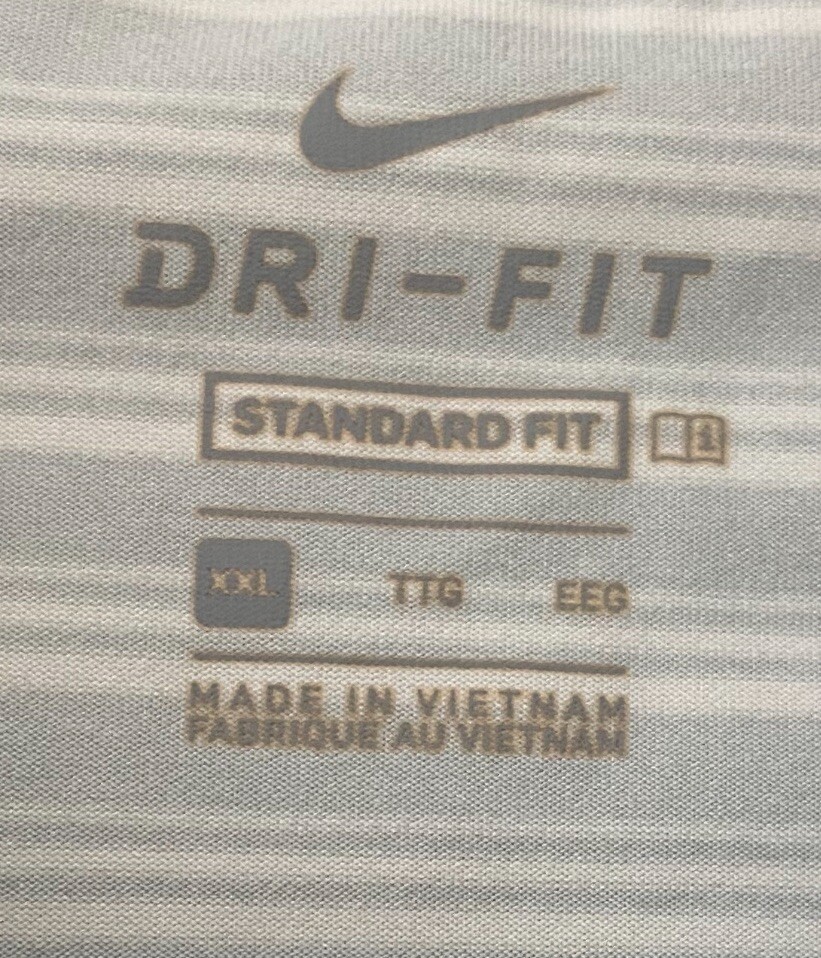 DRI-FIT
STANDARD FIT
XXL TTG EEG
MADE IN VIETNAM
FABRIQUE AU VIETNAM